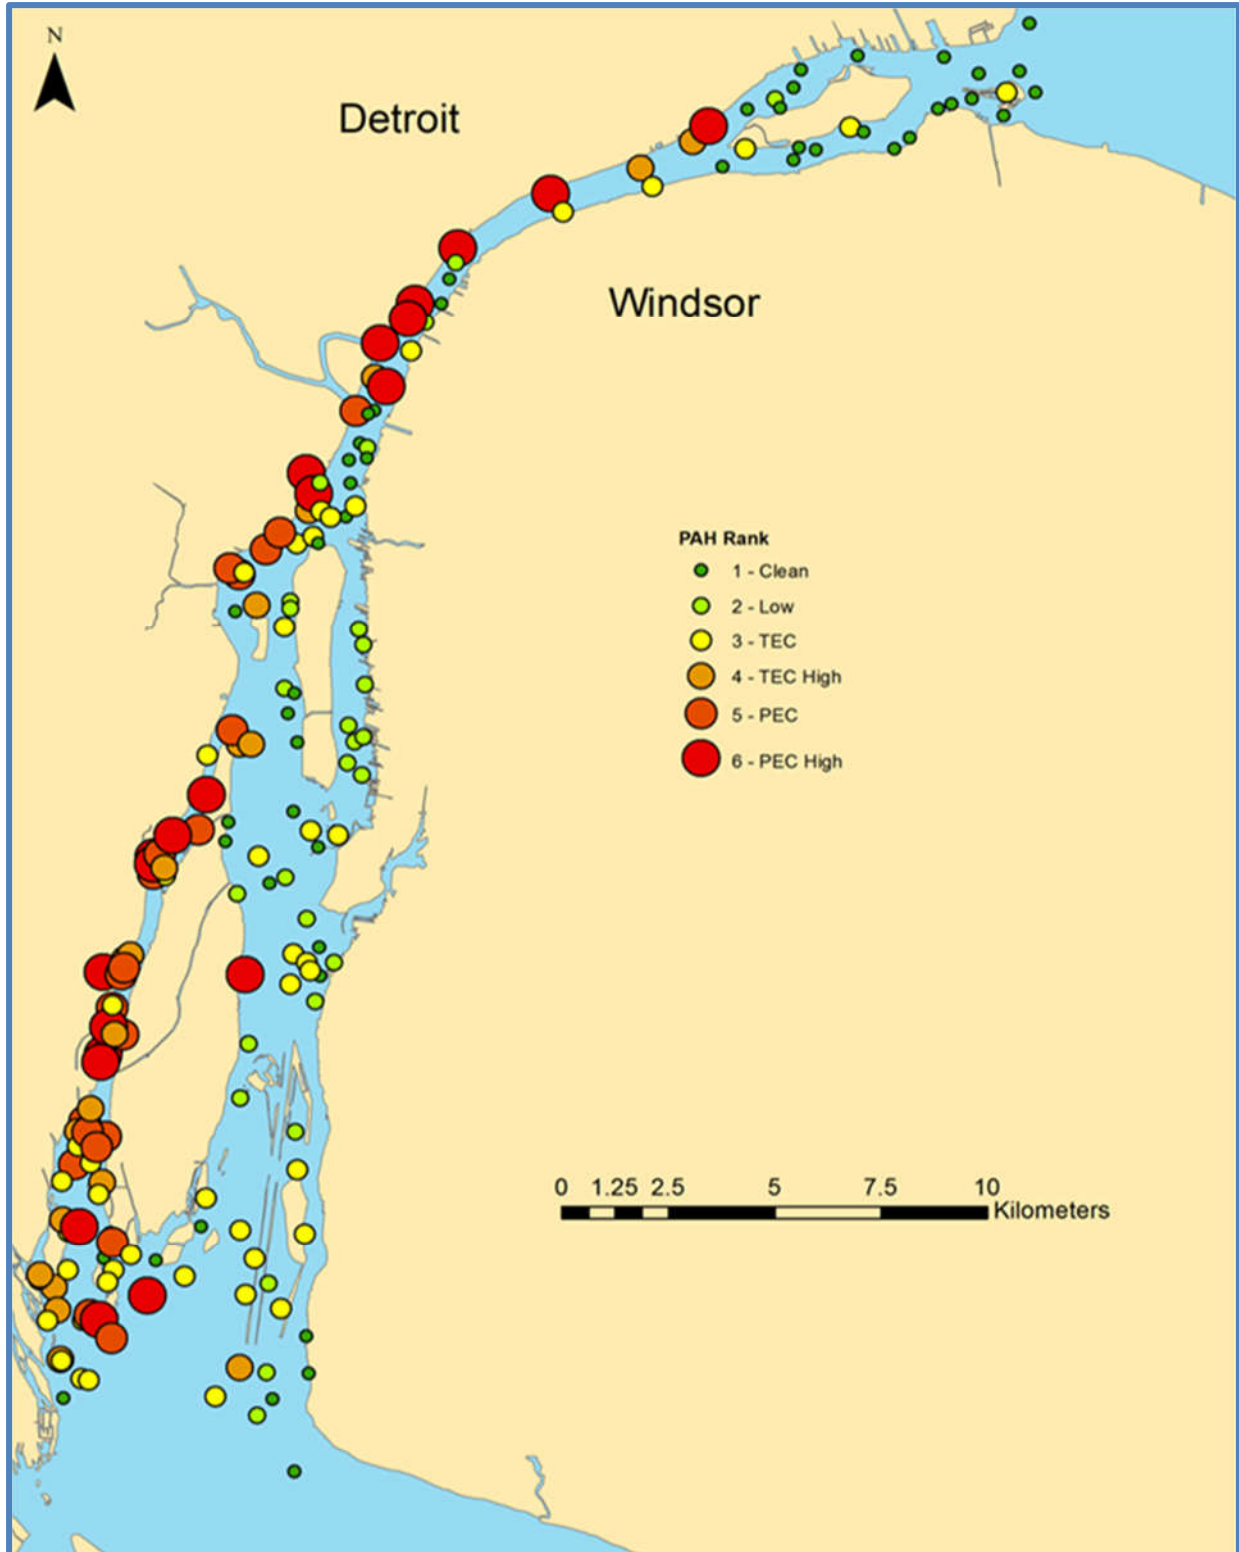 N
Detroit
Windsor
PAH Rank
1 - Clean
2 - Low
3 - TEC
4 - TEC High
5 - PEC
6 - PEC High
0 1.25 2.5 5 7.5 10
Kilometers